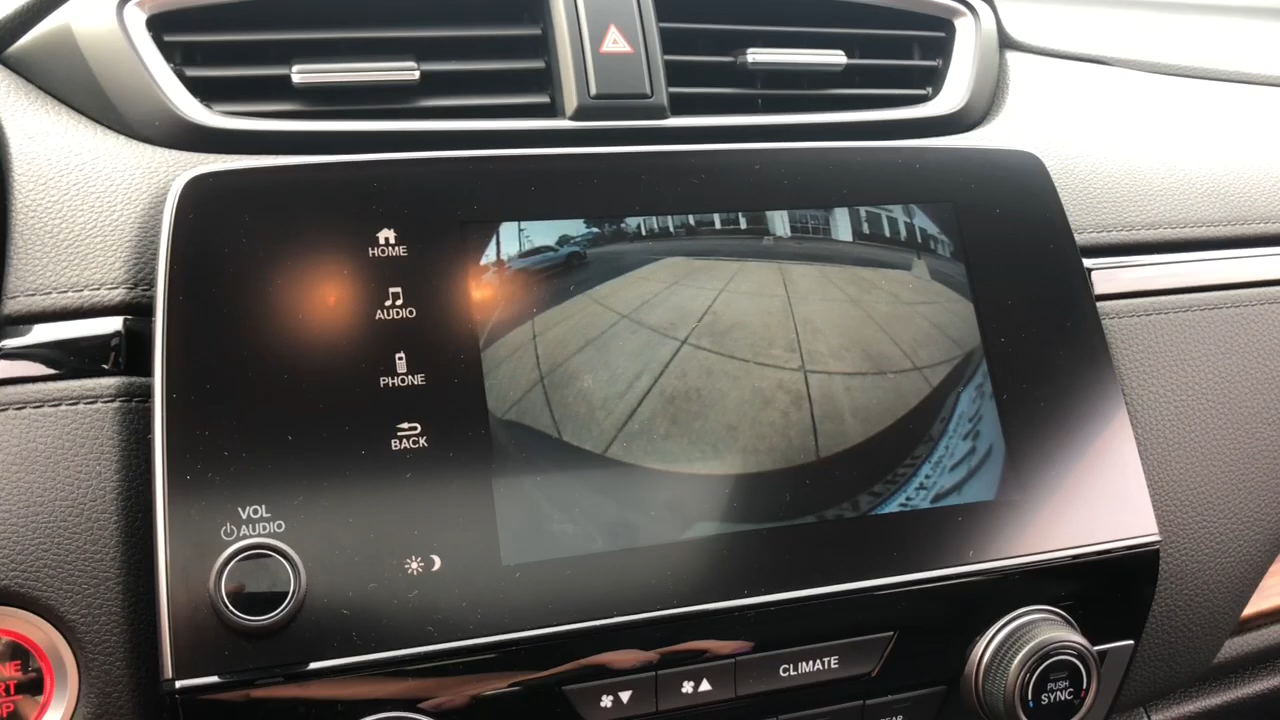 HOME
AUDIO
PHONE
BACK
VOL
AUDIO
CLIMATE
PUSH
SYNC